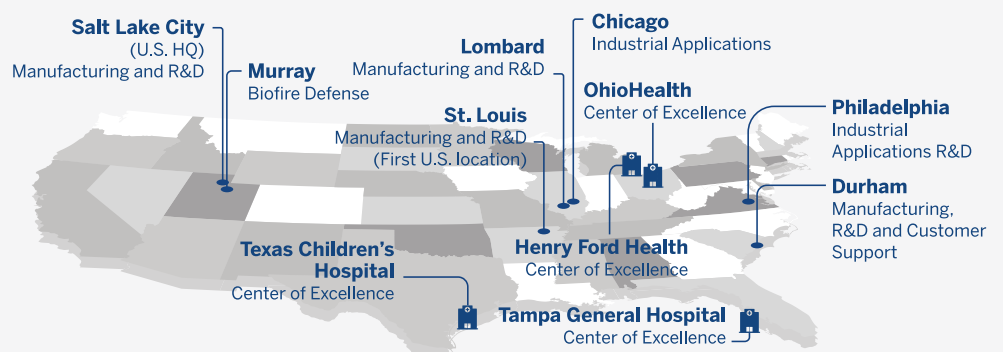 Salt Lake City
(U.S. HQ)
Manufacturing and R&D
Murray
Biofire Defense
Lombard
Manufacturing and R&D
Chicago
Industrial Applications
St. Louis
Manufacturing and R&D
(First U.S. location)
OhioHealth
Center of Excellence
Philadelphia
Industrial
Applications R&D
Durham
Manufacturing,
R&D and Customer
Support
Texas Children's
Hospital
Center of Excellence
Henry Ford Health
Center of Excellence
Tampa General Hospital
Center of Excellence